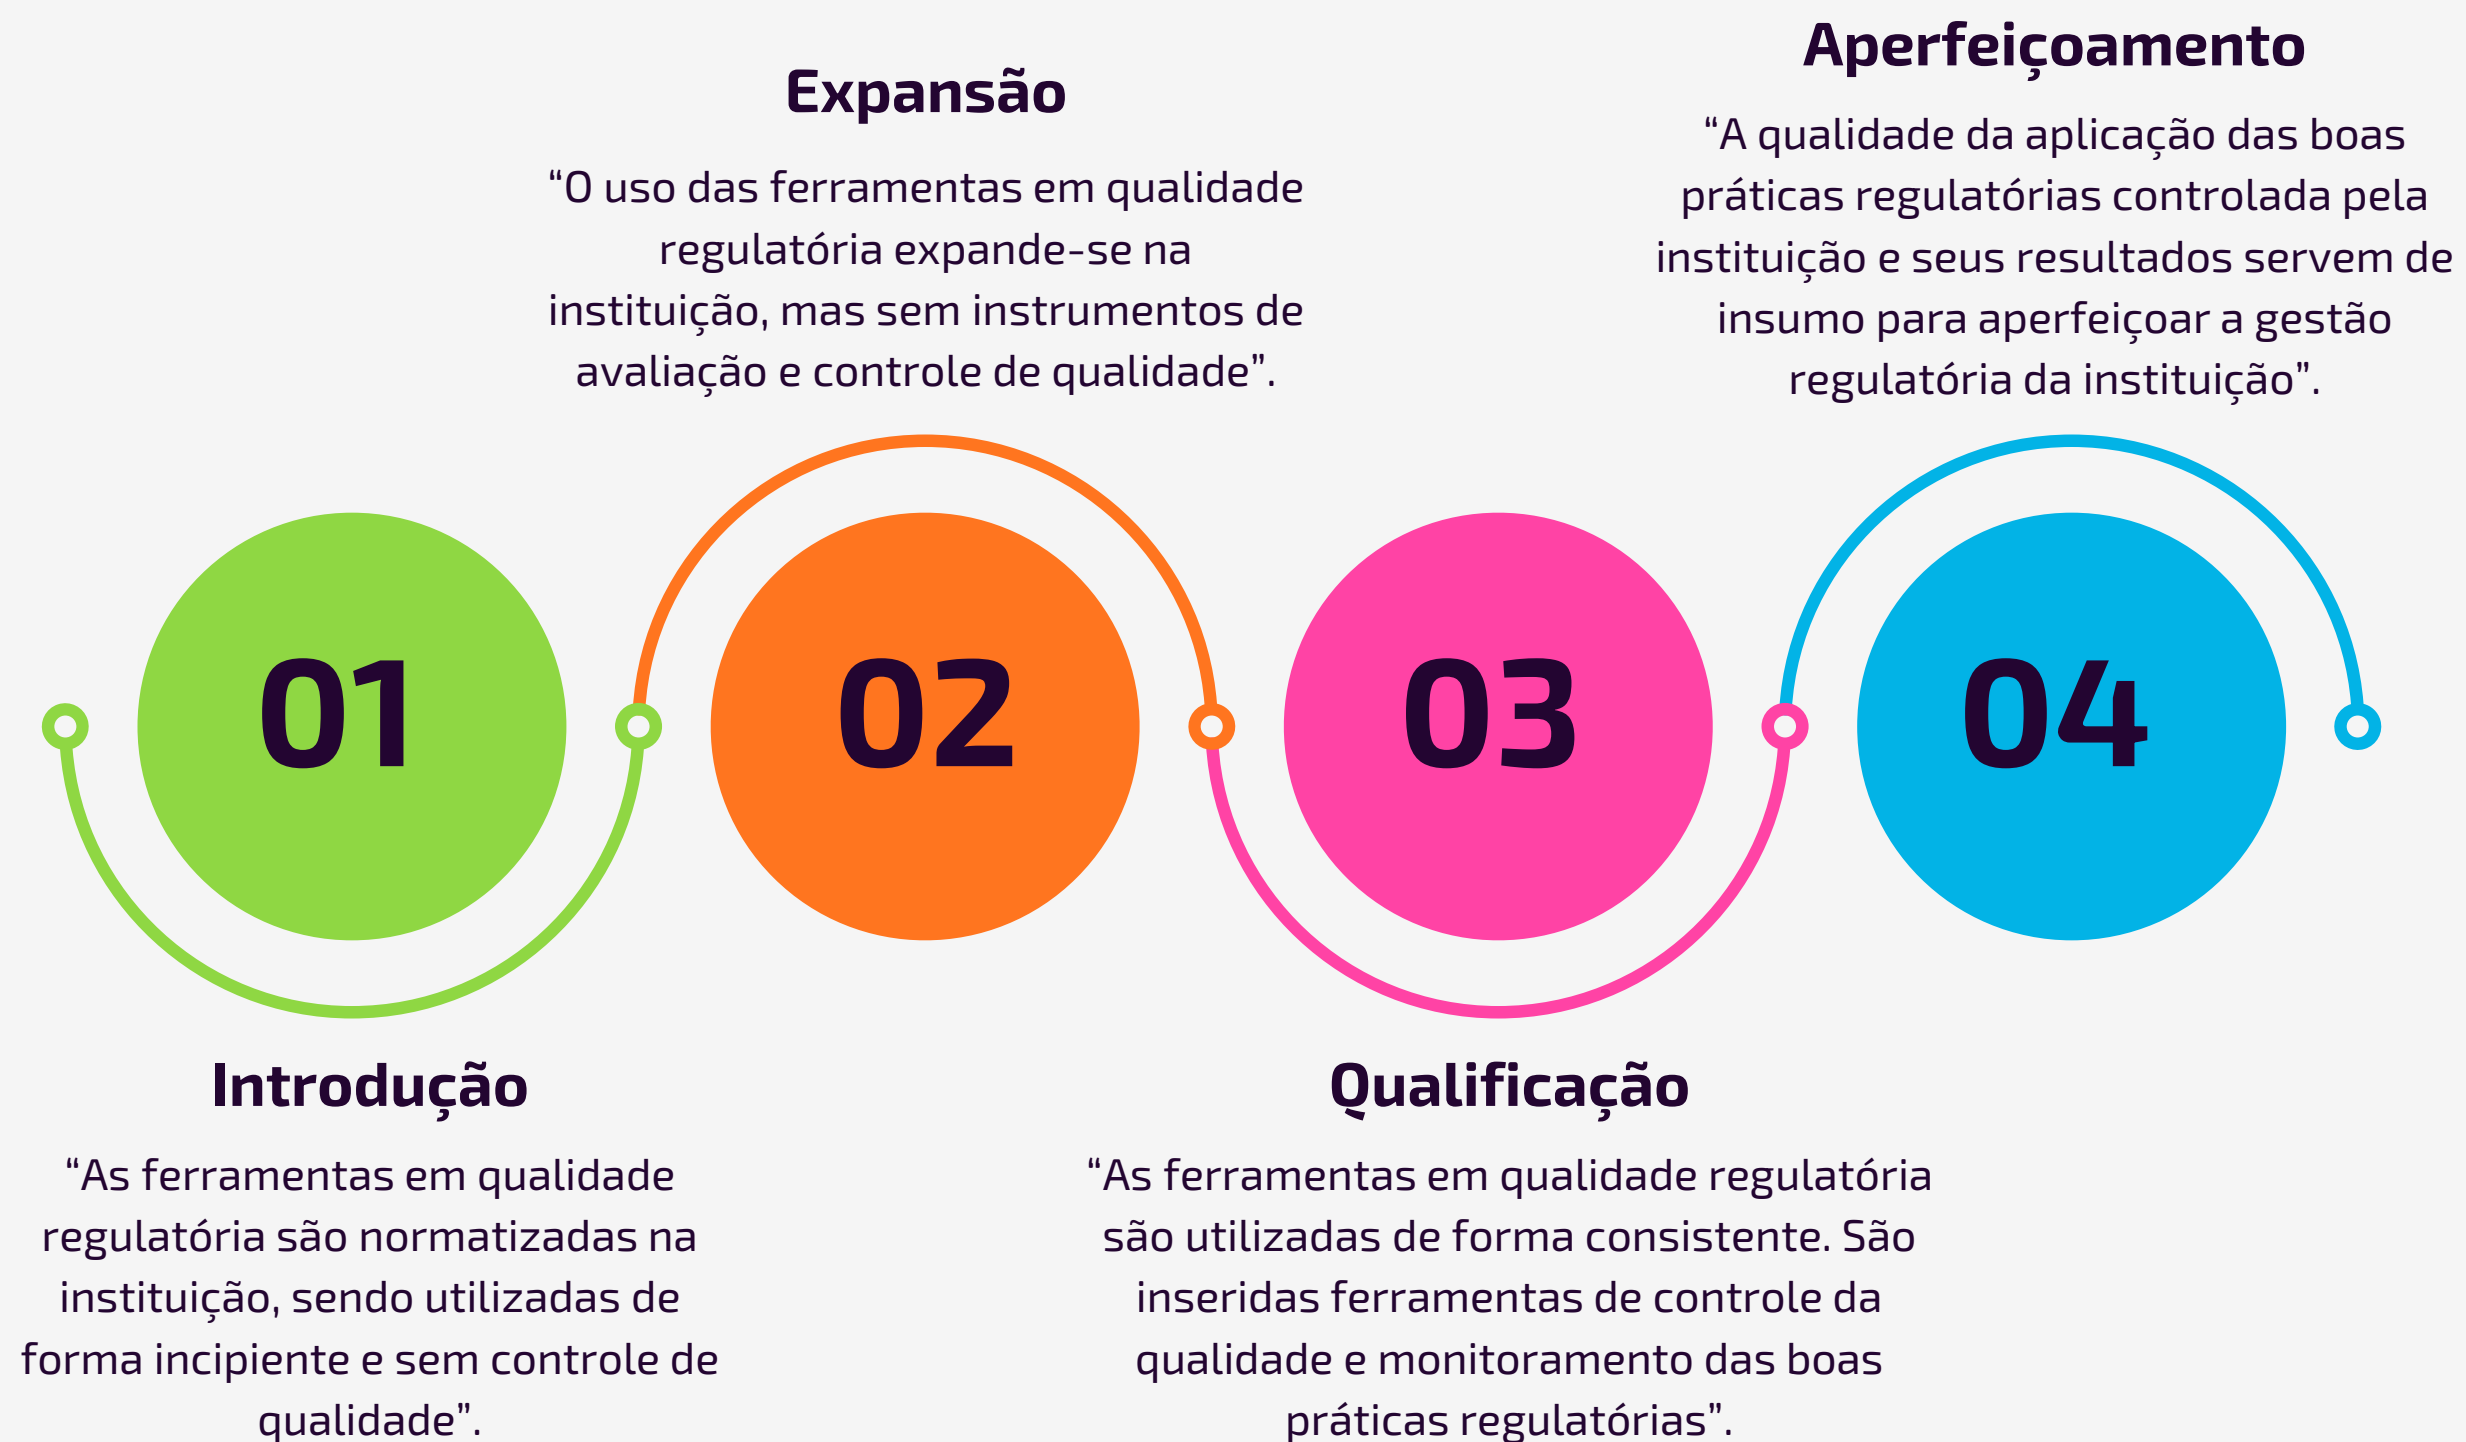 01
Introdução
“As ferramentas em qualidade
regulatória são normatizadas na
instituição, sendo utilizadas de
forma incipiente e sem controle de
qualidade”.
Expansão
“O uso das ferramentas em qualidade
regulatória expande-se na
instituição, mas sem instrumentos de
avaliação e controle de qualidade”.
02
03
Qualificação
“As ferramentas em qualidade regulatória
são utilizadas de forma consistente. São
inseridas ferramentas de controle da
qualidade e monitoramento das boas
práticas regulatórias”.
Aperfeiçoamento
“A qualidade da aplicação das boas
práticas regulatórias controlada pela
instituição e seus resultados servem de
insumo para aperfeiçoar a gestão
regulatória da instituição”.
04